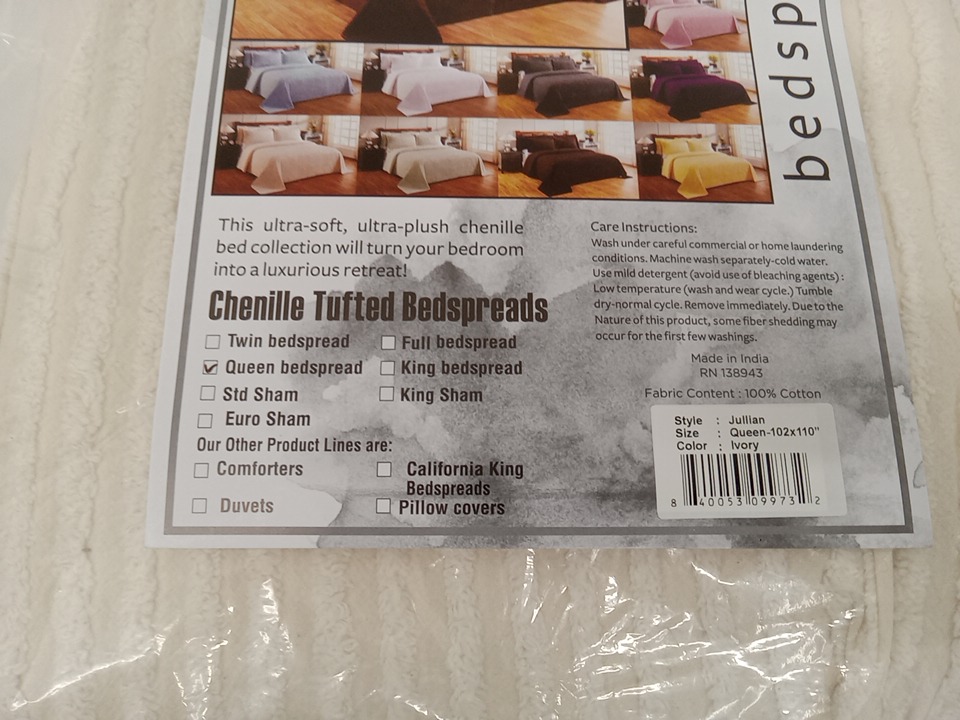 bedsp
This ultra-soft, ultra-plush chenille
bed collection will turn your bedroom
into a luxurious retreat!
Chenille Tufted Bedspreads
Twin bedspread
Full bedspread
Queen bedspread
King bedspread
Std Sham
King Sham
Euro Sham
Our Other Product Lines are:
Comforters
California King
Bedspreads
Duvets
Pillow covers
Care Instructions:
Wash under careful commercial or home laundering
conditions. Machine wash separately-cold water.
Use mild detergent (avoid use of bleaching agents) :
Low temperature (wash and wear cycle.) Tumble
dry-normal cycle. Remove immediately. Due to the
Nature of this product, some fiber shedding may
occur for the first few washings.
Made in India
RN 138943
Fabric Content : 100% Cotton
Style : Jullian
Size : Queen-102x110"
Color : Ivory
8 40053 09973 2